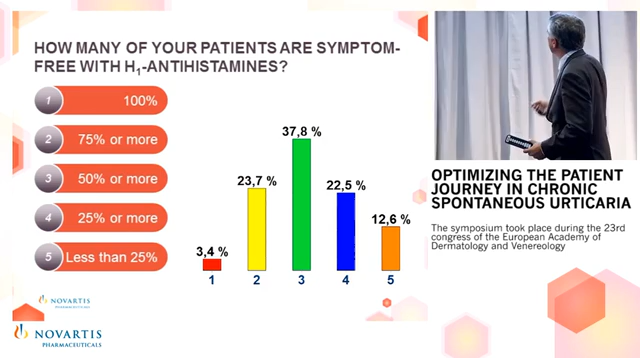 HOW MANY OF YOUR PATIENTS ARE SYMPTOM-
FREE WITH H₁-ANTIHISTAMINES?
1 100%
2 75% or more
3 50% or more
4 25% or more
5 Less than 25%
3,4 %
23,7 %
37,8 %
22,5 %
12,6 %
1 2 3 4 5
NOVARTIS
NOVARTIS
PHARMACEUTICALS
OPTIMIZING THE PATIENT
JOURNEY IN CHRONIC
SPONTANEOUS URTICARIA
The symposium took place during the 23rd
congress of the European Academy of
Dermatology and Venereology